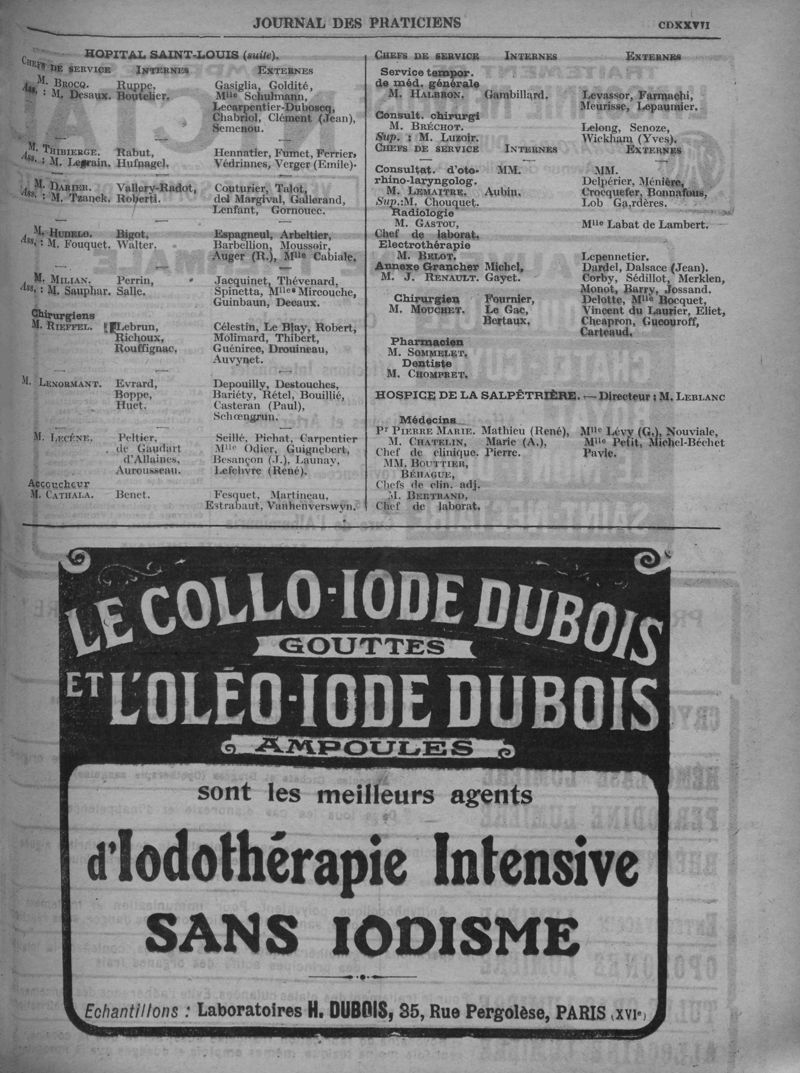 JOURNAL DES PRATICIENS CDXXVII
HOPITAL SAINT-LOUIS (suite).
CHEFS DE SERVICE INTERNES EXTERNES
M. BROCQ. Ruppe, Gasiglia, Goldité,
Ass. : M. Desaux. Boutelier. Mlle Schulmann,
Lecarpentier-Duboscq,
Chabriol, Clément (Jean),
Semenou.
M. THIBIERGE. Rabut, Hennatier, Fumet, Ferrier,
Ass. : M. Legrain. Hufnagel. Védrinnes, Verger (Emile)-
M. DARIER. Vallery-Radot, Couturier, Talot,
Ass. : M. Tzanck. Roberti. del Margival, Gallerand,
Lenfant, Gornouec.
M. HUDELO. Bigot, Espagneul, Arbeltier,
Ass. : M. Fouquet. Walter. Barbellion, Moussoir,
Auger (R.), Mlle Cabiale.
M. MILIAN. Perrin, Jacquinet, Thévenard,
Ass. : M. Sauphar. Salle. Spinetta, Mlles Mircouche,
Guinbaun, Decaux.
Chirurgiens
M. RIEFFEL. Lebrun, Célestin, Le Blay, Robert,
Richoux, Molimard, Thibert,
Rouffignac, Guéniree, Drouineau,
Auvynet.
M. LENORMANT. Evrard, Depouilly, Destouches,
Boppe, Bariéty, Rétel, Bouillié,
Huet. Casteran (Paul),
Schœngrun.
M. LECÈNE. Peltier, Seillé, Pichat, Carpentier
de Gaudart Mlle Odier, Guignebert,
d'Allaines, Besançon (J.), Launay,
Aurousseau. Lefebvre (René).
Accoucheur
M. CATHALA. Benet. Fesquet, Martineau,
Estrabaut, Vanhenverswyn.
CHEFS DE SERVICE INTERNES EXTERNES
Service tempor.
de méd. générale
M. HALBRON. Gambillard. Levassor, Farmachi,
Meurisse, Lepaumier.
Consult. chirurgi
M. BRÉCHOT. Lelong, Senoze,
Sup. : M. Luzoir. Wickham (Yves).
CHEFS DE SERVICE INTERNES EXTERNES
Consultat. d'oto- MM. MM.
rhino-laryngolog. Delpérier, Ménière,
M. LEMAITRE. Aubin. Crocquefer, Bonnafous,
Sup.:M. Chouquet. Lob Ga,rdères.
Radiologie
M. GASTOU, Mlle Labat de Lambert.
Chef de laborat.
Electrothérapie
M. BELOT. Lepennetier.
Annexe Grancher Michel, Dardel, Dalsace (Jean).
M. J. RENAULT. Gayet. Corby, Sédillot, Merklen,
Monot, Barry, Jossand.
Chirurgien Fournier, Delotte, Mlle Bocquet,
M. MOUCHET. Le Gac, Vincent du Laurier, Eliet,
Bertaux. Cheapron, Gucouroff,
Carteaud.
Pharmacien
M. SOMMELET.
Dentiste
M. CHOMPRET.
HOSPICE DE LA SALPÊTRIÈRE. — Directeur : M. LEBLANC
Médecins
Pr PIERRE MARIE. Mathieu (René), Mlle Lévy (G.), Nouviale,
M. CHATELIN, Marie (A.), Mlle Petit, Michel-Béchet
Chef de clinique. Pierre. Pavie.
MM. BOUTTIER,
BÉHAGUE,
Chefs de clin. adj.
M. BERTRAND,
Chef de laborat.
LE COLLO-IODE DUBOIS
GOUTTES
ET L'OLÉO-IODE DUBOIS
AMPOULES
sont les meilleurs agents
d'Iodothérapie Intensive
SANS IODISME
Echantillons : Laboratoires H. DUBOIS, 35, Rue Pergolèse, PARIS (XVIe)